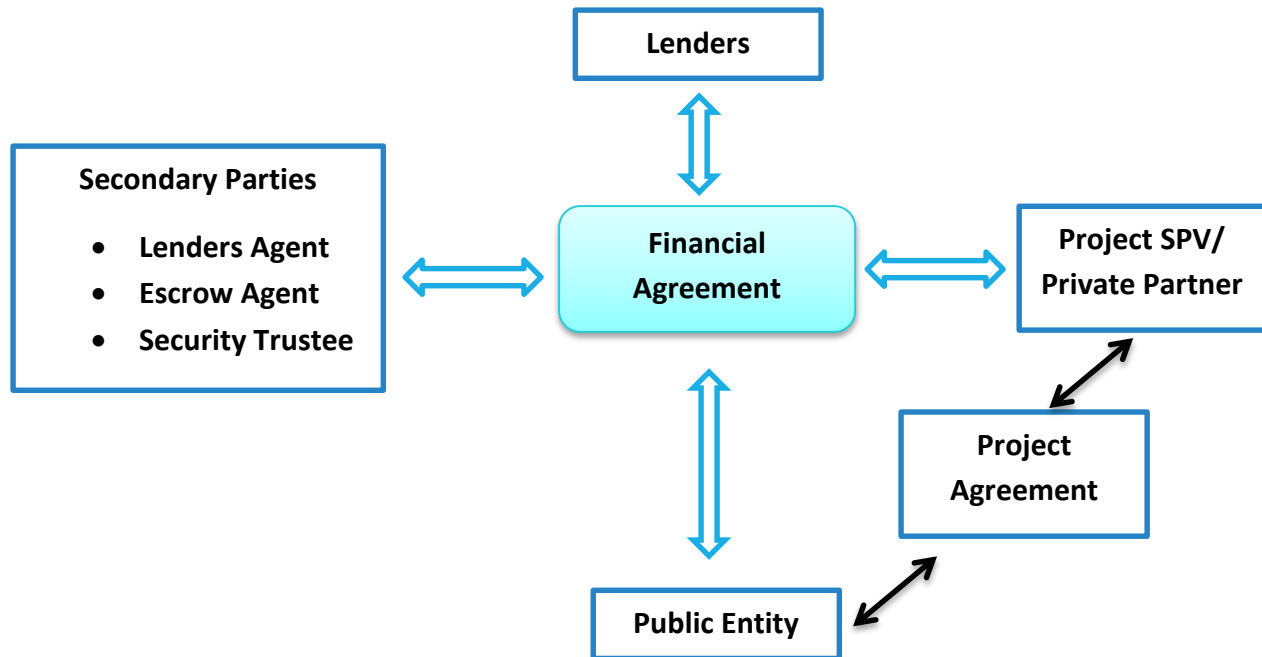 Lenders
Secondary Parties
• Lenders Agent
• Escrow Agent
• Security Trustee
Financial
Agreement
Project SPV/
Private Partner
Project
Agreement
Public Entity